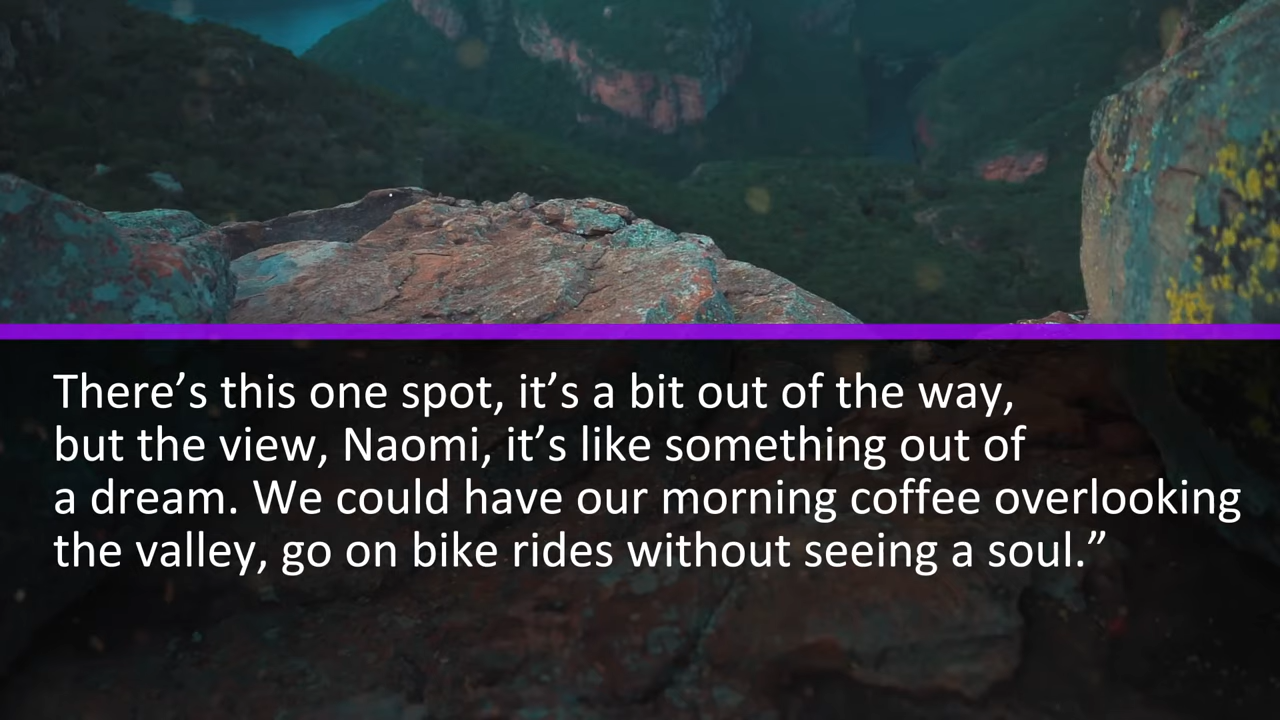 There’s this one spot, it’s a bit out of the way,
but the view, Naomi, it’s like something out of
a dream. We could have our morning coffee overlooking
the valley, go on bike rides without seeing a soul.”